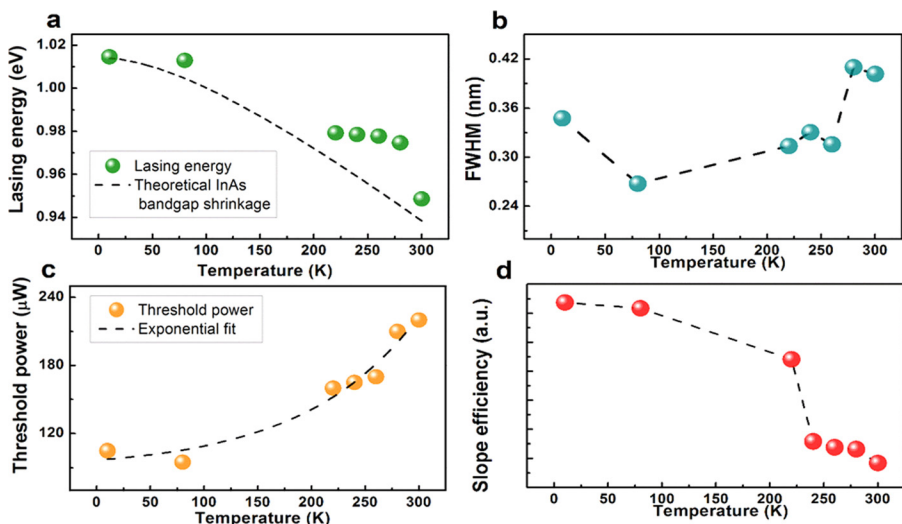 a
1.02
1.00
0.98
0.96
0.94
Lasing energy (eV)
Lasing energy
Theoretical InAs
bandgap shrinkage
0 50 100 150 200 250 300
Temperature (K)
b
0.42
0.36
0.30
0.24
FWHM (nm)
0 50 100 150 200 250 300
Temperature (K)
c
240
180
120
Threshold power (μW)
Threshold power
Exponential fit
0 50 100 150 200 250 300
Temperature (K)
d
Slope efficiency (a.u.)
0 50 100 150 200 250 300
Temperature (K)